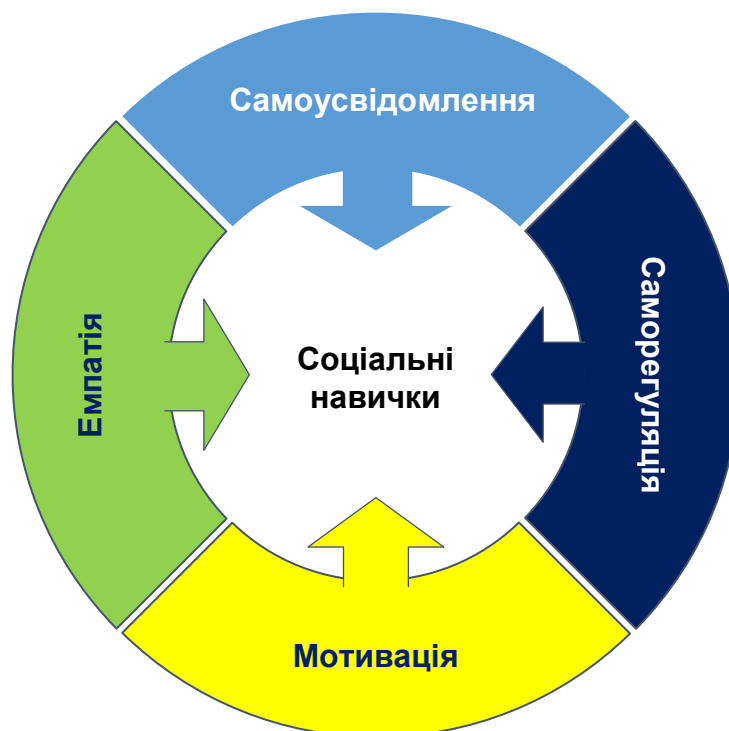 Самоусвідомлення
Саморегуляція
Емпатія
Соціальні
навички
Мотивація